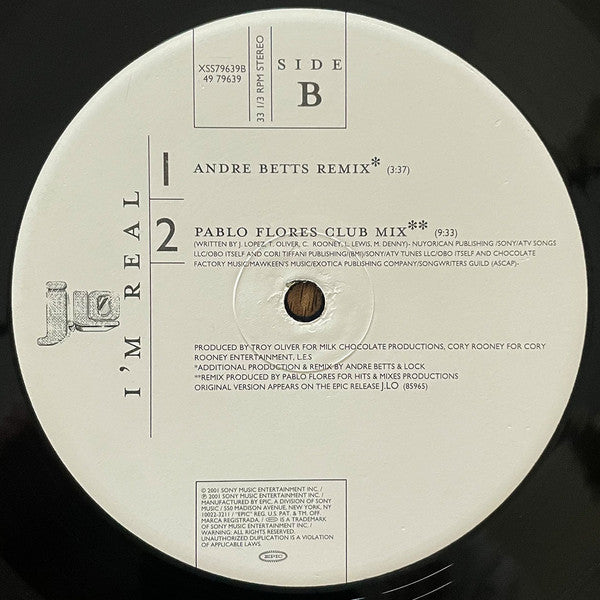 XSS79639B
49 79639
33 1/3 RPM STEREO
SIDE
B
I'M REAL
J.LO
1
ANDRE BETTS REMIX* (3:37)
2
PABLO FLORES CLUB MIX** (9:33)
(WRITTEN BY J. LOPEZ, T. OLIVER, C. ROONEY, L. LEWIS, M. DENNY)- NUYORICAN PUBLISHING /SONY/ATV SONGS
LLC/OBO ITSELF AND CORI TIFFANI PUBLISHING/(BMI)/SONY/ATV TUNES LLC/OBO ITSELF AND CHOCOLATE
FACTORY MUSIC/MAWKEEN'S MUSIC/EXOTICA PUBLISHING COMPANY/SONGWRITERS GUILD (ASCAP)-
PRODUCED BY TROY OLIVER FOR MILK CHOCOLATE PRODUCTIONS, CORY ROONEY FOR CORY
ROONEY ENTERTAINMENT, L.E.S
*ADDITIONAL PRODUCTION & REMIX BY ANDRE BETTS & LOCK
**REMIX PRODUCED BY PABLO FLORES FOR HITS & MIXES PRODUCTIONS
ORIGINAL VERSION APPEARS ON THE EPIC RELEASE J.LO (85965)
© 2001 SONY MUSIC ENTERTAINMENT INC. /
℗ 2001 SONY MUSIC ENTERTAINMENT INC. /
MANUFACTURED BY EPIC, A DIVISION OF SONY
MUSIC / 550 MADISON AVENUE, NEW YORK, NY
10022-3211 / "EPIC" REG. U.S. PAT. & TM. OFF.
MARCA REGISTRADA. / EPIC IS A TRADEMARK
OF SONY MUSIC ENTERTAINMENT INC. /
WARNING: ALL RIGHTS RESERVED.
UNAUTHORIZED DUPLICATION IS A VIOLATION
OF APPLICABLE LAWS.
EPIC